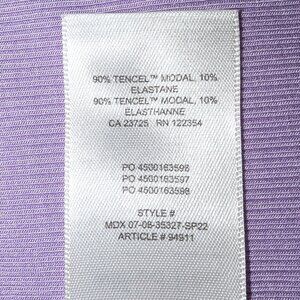 90% TENCEL™ MODAL, 10%
ELASTANE
90% TENCEL™ MODAL, 10%
ELASTHANNE
CA 23725 RN 122354
PO 4500163596
PO 4500163597
PO 4500163598
STYLE #
MDX 07-08-35327-SP22
ARTICLE # 94911